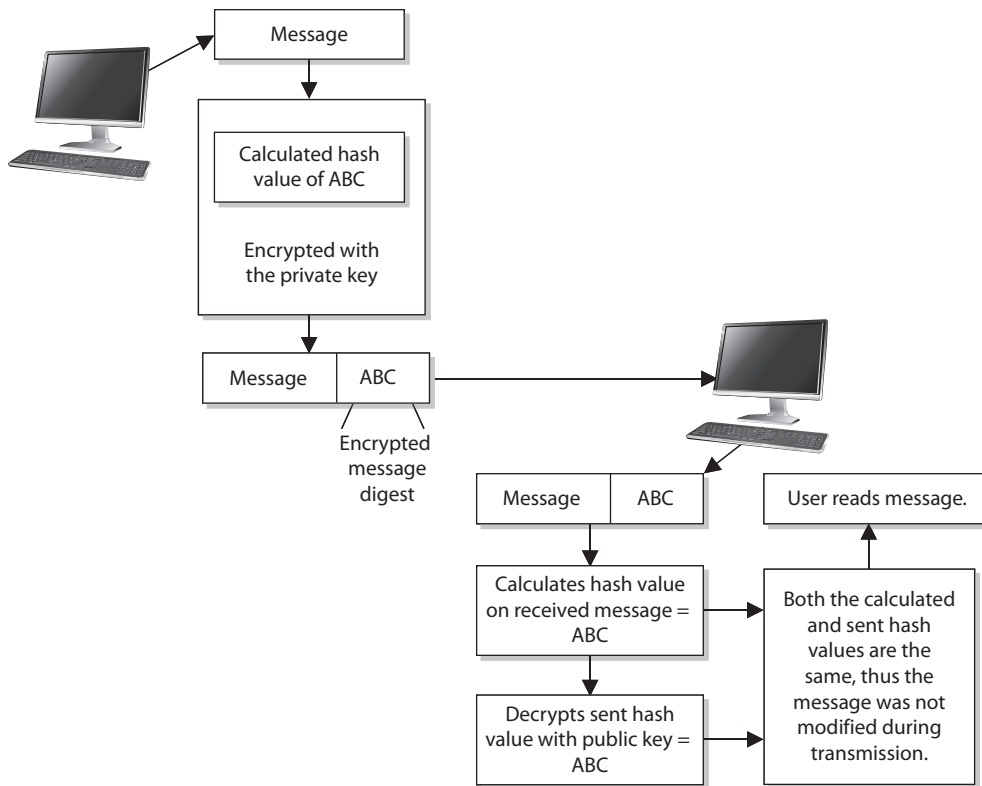 Message
Calculated hash
value of ABC
Encrypted with
the private key
Message
ABC
Encrypted
message
digest
Message
ABC
User reads message.
Calculates hash value
on received message =
ABC
Both the calculated
and sent hash
values are the
same, thus the
message was not
modified during
transmission.
Decrypts sent hash
value with public key =
ABC